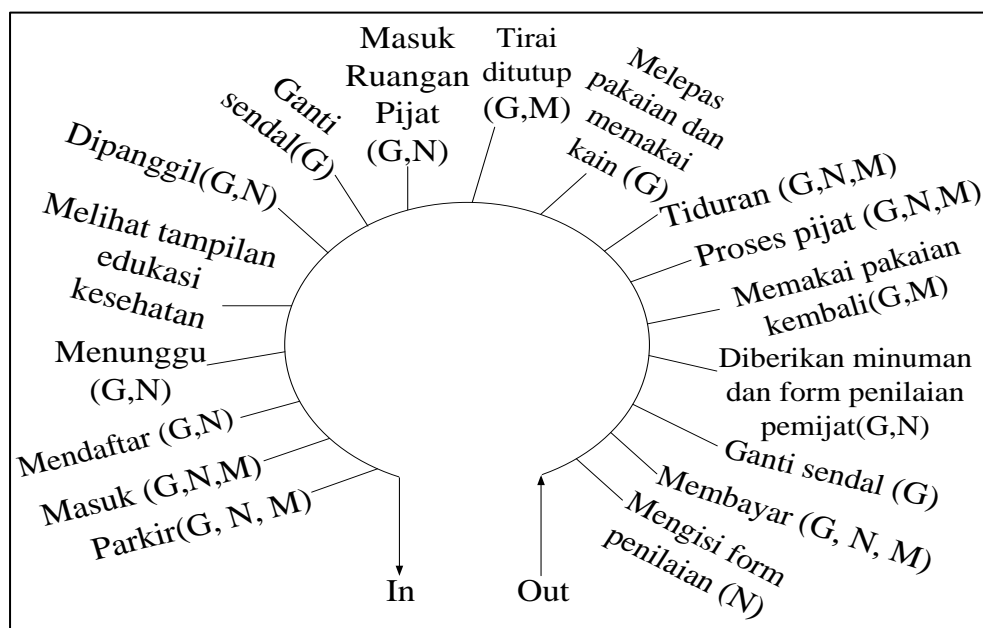 Parkir(G, N, M)
Masuk (G,N,M)
Mendaftar (G,N)
Menunggu
(G,N)
Melihat tampilan
edukasi
kesehatan
Dipanggil(G,N)
Ganti
sendal(G)
Masuk
Ruangan
Pijat
(G,N)
Tirai
ditutup
(G,M)
Melepas
pakaian dan
memakai
kain (G)
Tiduran (G,N,M)
Proses pijat (G,N,M)
Memakai pakaian
kembali(G,M)
Diberikan minuman
dan form penilaian
pemijat(G,N)
Ganti sendal (G)
Membayar (G, N, M)
Mengisi form
penilaian (N)
In
Out